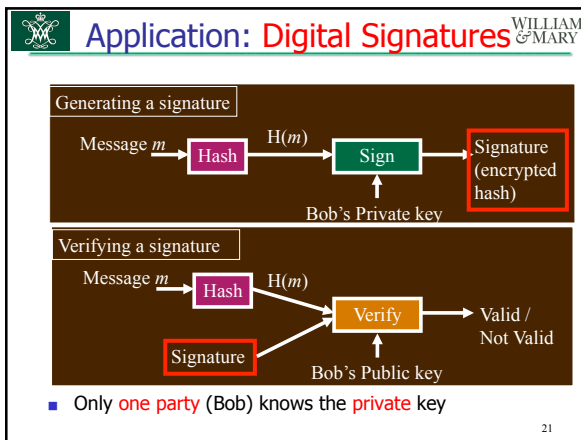 Application: Digital Signatures
WILLIAM
& MARY
Generating a signature
Message m
Hash
H(m)
Sign
Signature
(encrypted
hash)
Bob's Private key
Verifying a signature
Message m
Hash
H(m)
Verify
Valid /
Not Valid
Signature
Bob's Public key
Only one party (Bob) knows the private key
21